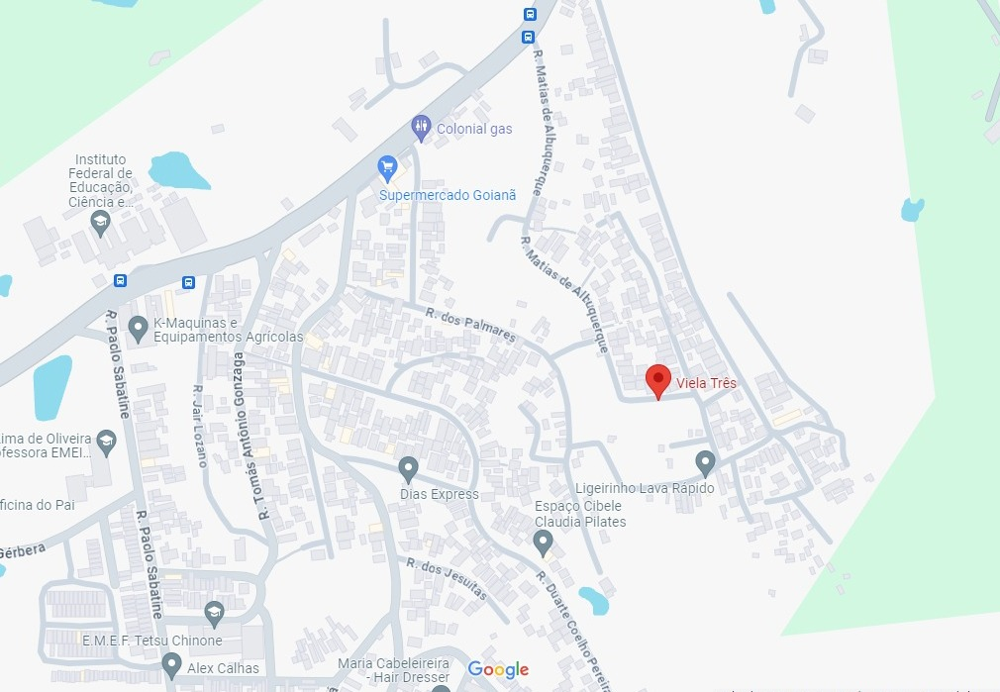 R. Matias de Albuquerque
Colonial gas
Instituto
Federal de
Educação,
Ciência e...
Supermercado Goianã
R. Matias de Albuquerque
R. dos Palmares
R. Paolo Sabatine
K-Maquinas e
Equipamentos Agrícolas
R. Jair Lozano
R. Tomás Antônio Gonzaga
Viela Três
ima de Oliveira
ofessora EMEI...
Dias Express
Ligeirinho Lava Rápido
ficina do Pai
Espaço Cibele
Claudia Pilates
Gérbera
R. Paolo Sabatine
R. dos Jesuítas
R. Duarte Coelho Pereira
E.M.E.F. Tetsu Chinone
Alex Calhas
Maria Cabeleireira
- Hair Dresser
Google